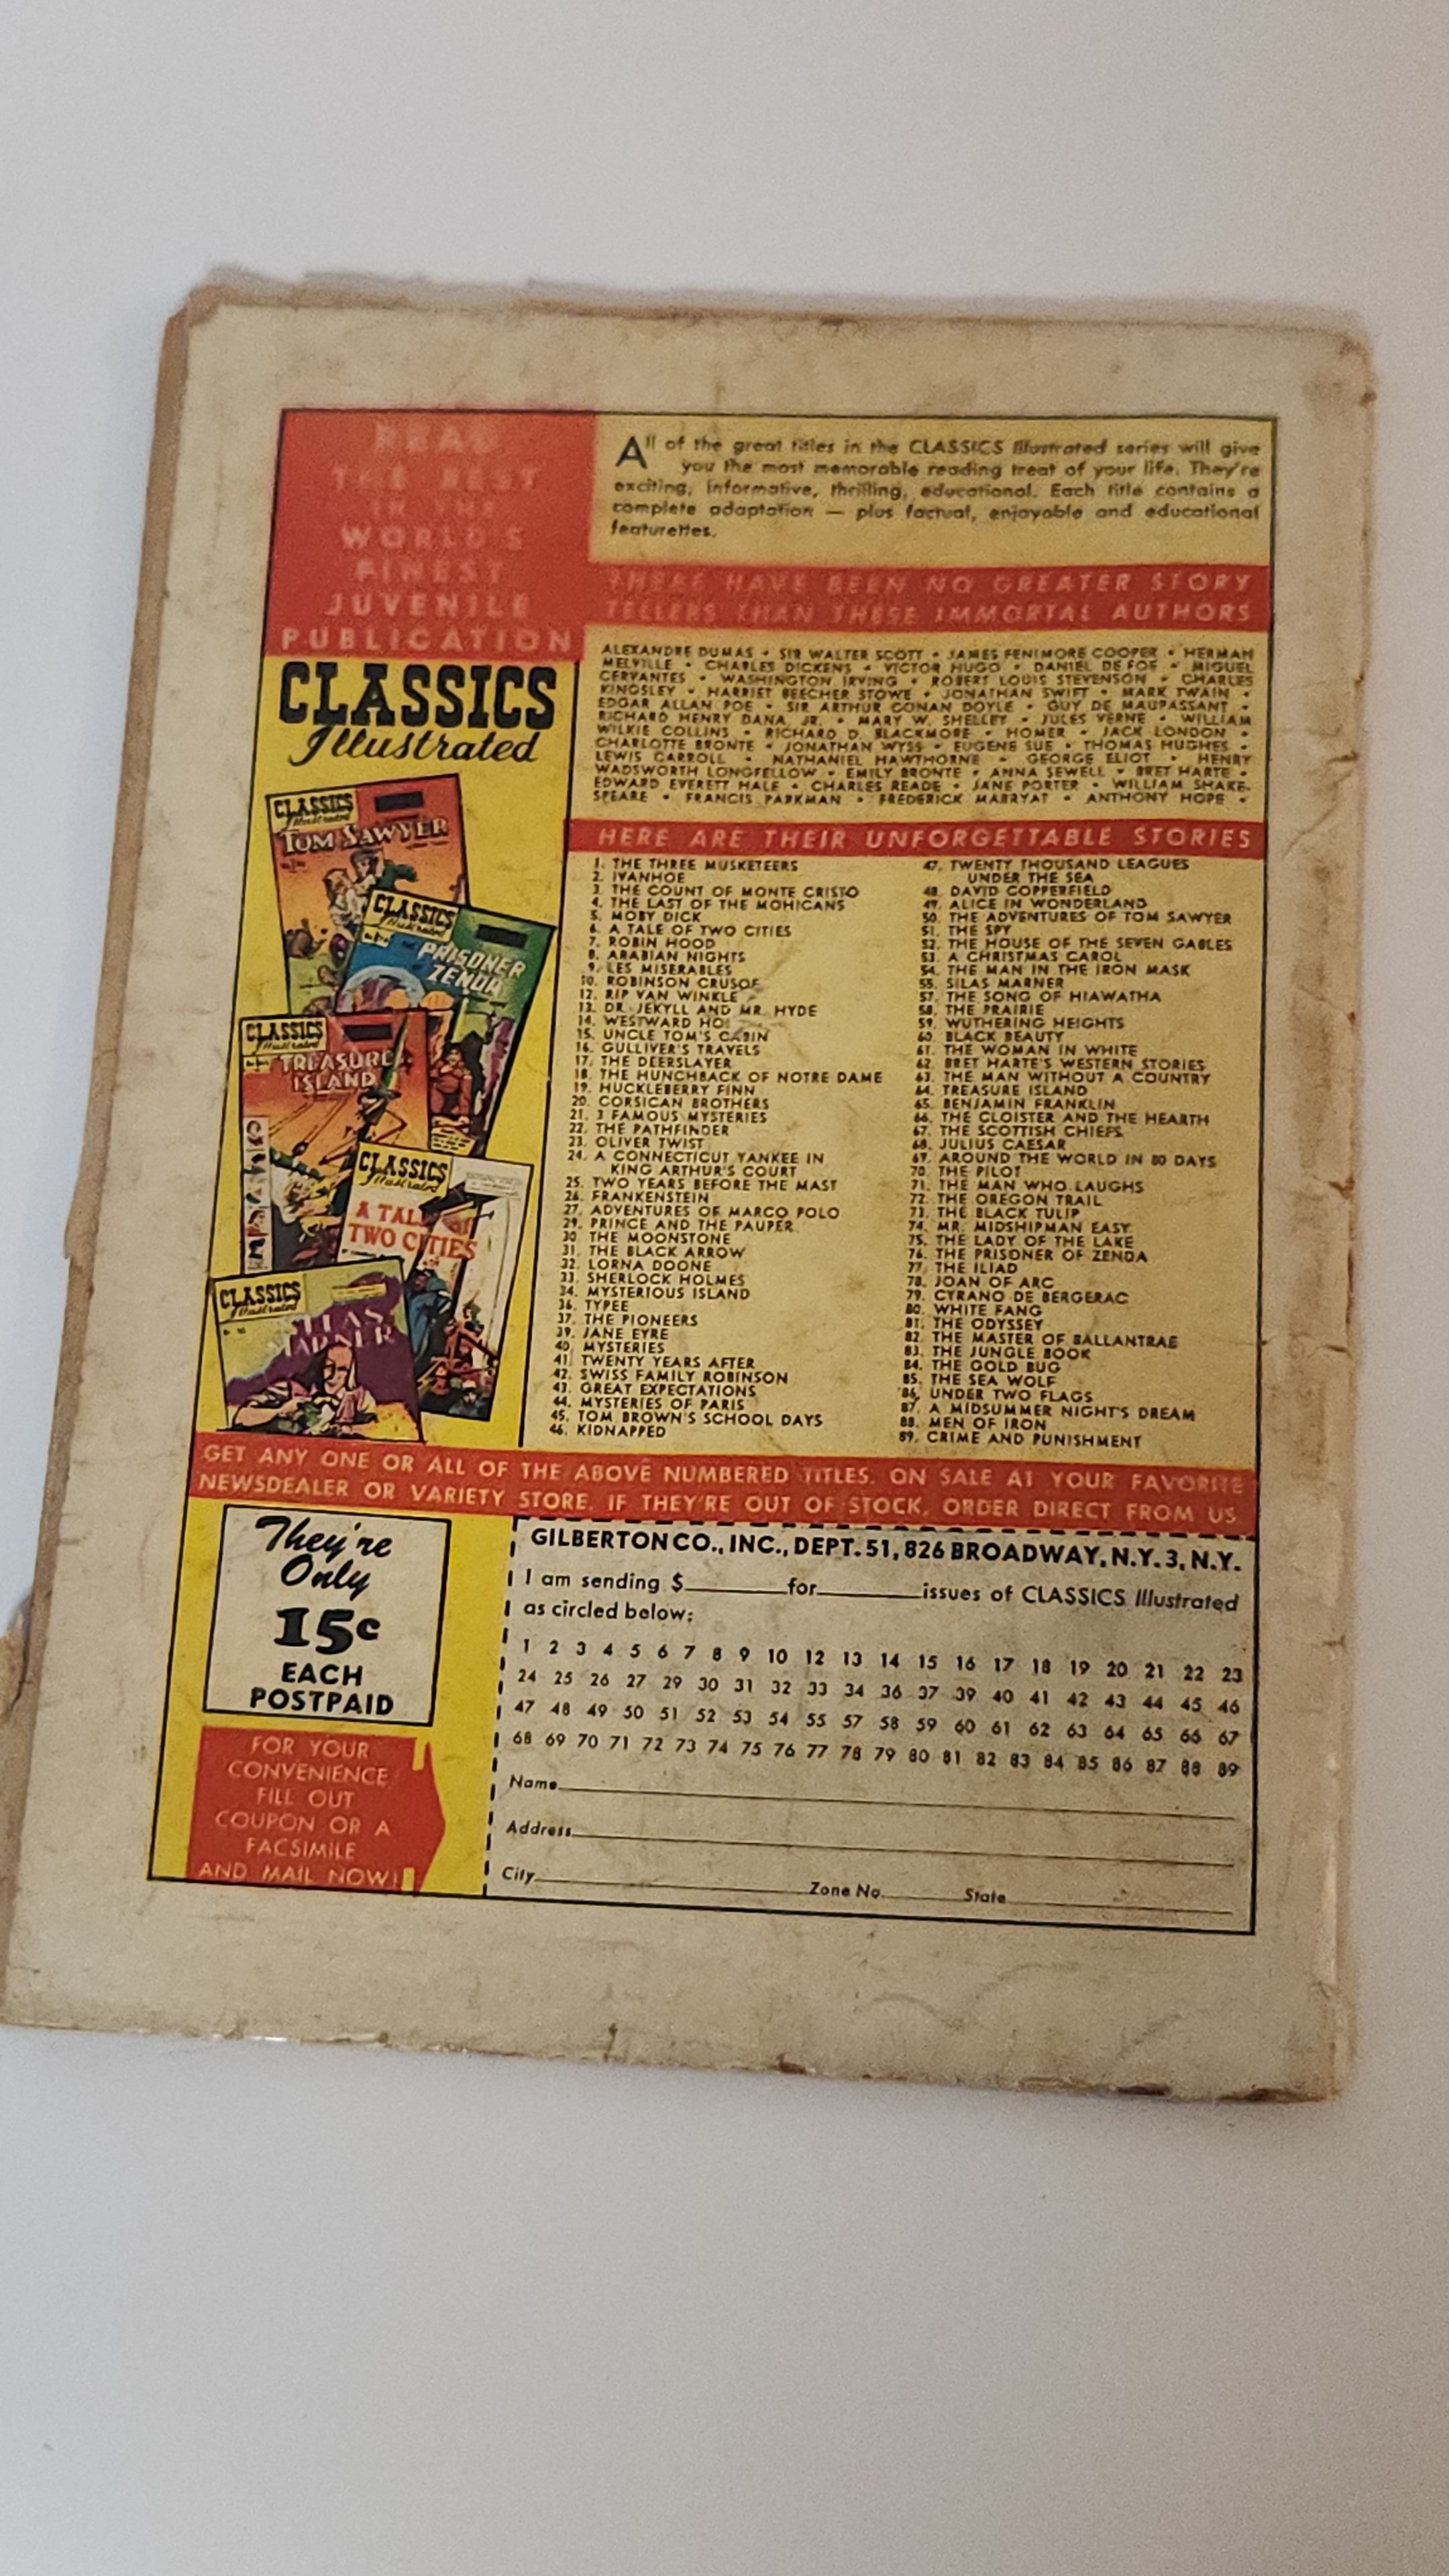 READ
WORLD'S
FINEST
JUVENILE
PUBLICATION
CLASSICS
Illustrated
All of the great titles in the CLASSICS Illustrated series will give
you the most memorable reading treat of your life. They're
exciting, informative, thrilling, educational. Each title contains a
complete adaptation — plus factual, enjoyable and educational
featurettes.
THERE HAVE BEEN NO GREATER STORY
TELLERS THAN THESE IMMORTAL AUTHORS
ALEXANDRE DUMAS • SIR WALTER SCOTT • JAMES FENIMORE COOPER • HERMAN
MELVILLE • CHARLES DICKENS • VICTOR HUGO • DANIEL DE FOE • MIGUEL
CERVANTES • WASHINGTON IRVING • ROBERT LOUIS STEVENSON • CHARLES
KINGSLEY • HARRIET BEECHER STOWE • JONATHAN SWIFT • MARK TWAIN •
EDGAR ALLAN POE • SIR ARTHUR CONAN DOYLE • GUY DE MAUPASSANT •
RICHARD HENRY DANA, JR. • MARY W. SHELLEY • JULES VERNE • WILLIAM
WILKIE COLLINS • RICHARD D. BLACKMORE • HOMER • JACK LONDON •
CHARLOTTE BRONTE • JONATHAN WYSS • EUGENE SUE • THOMAS HUGHES •
LEWIS CARROLL • NATHANIEL HAWTHORNE • GEORGE ELIOT • HENRY
WADSWORTH LONGFELLOW • EMILY BRONTE • ANNA SEWELL • BRET HARTE •
EDWARD EVERETT HALE • CHARLES READE • JANE PORTER • WILLIAM SHAKE-
SPEARE • FRANCIS PARKMAN • FREDERICK MARRYAT • ANTHONY HOPE •
CLASSICS
Illustrated
TOM SAWYER
CLASSICS
Illustrated
PRISONER
ZENDA
CLASSICS
Illustrated
TREASURE
ISLAND
CLASSICS
Illustrated
A TALE OF
TWO CITIES
CLASSICS
Illustrated
SILAS
MARNER
HERE ARE THEIR UNFORGETTABLE STORIES
1. THE THREE MUSKETEERS
2. IVANHOE
3. THE COUNT OF MONTE CRISTO
4. THE LAST OF THE MOHICANS
5. MOBY DICK
6. A TALE OF TWO CITIES
7. ROBIN HOOD
8. ARABIAN NIGHTS
9. LES MISERABLES
10. ROBINSON CRUSOE
12. RIP VAN WINKLE
13. DR. JEKYLL AND MR. HYDE
14. WESTWARD HO!
15. UNCLE TOM'S CABIN
16. GULLIVER'S TRAVELS
17. THE DEERSLAYER
18. THE HUNCHBACK OF NOTRE DAME
19. HUCKLEBERRY FINN
20. CORSICAN BROTHERS
21. 3 FAMOUS MYSTERIES
22. THE PATHFINDER
23. OLIVER TWIST
24. A CONNECTICUT YANKEE IN
KING ARTHUR'S COURT
25. TWO YEARS BEFORE THE MAST
26. FRANKENSTEIN
27. ADVENTURES OF MARCO POLO
29. PRINCE AND THE PAUPER
30. THE MOONSTONE
31. THE BLACK ARROW
32. LORNA DOONE
33. SHERLOCK HOLMES
34. MYSTERIOUS ISLAND
36. TYPEE
37. THE PIONEERS
39. JANE EYRE
40. MYSTERIES
41. TWENTY YEARS AFTER
42. SWISS FAMILY ROBINSON
43. GREAT EXPECTATIONS
44. MYSTERIES OF PARIS
45. TOM BROWN'S SCHOOL DAYS
46. KIDNAPPED
47. TWENTY THOUSAND LEAGUES
UNDER THE SEA
48. DAVID COPPERFIELD
49. ALICE IN WONDERLAND
50. THE ADVENTURES OF TOM SAWYER
51. THE SPY
52. THE HOUSE OF THE SEVEN GABLES
53. A CHRISTMAS CAROL
54. THE MAN IN THE IRON MASK
55. SILAS MARNER
57. THE SONG OF HIAWATHA
58. THE PRAIRIE
59. WUTHERING HEIGHTS
60. BLACK BEAUTY
61. THE WOMAN IN WHITE
62. BRET HARTE'S WESTERN STORIES
63. THE MAN WITHOUT A COUNTRY
64. TREASURE ISLAND
65. BENJAMIN FRANKLIN
66. THE CLOISTER AND THE HEARTH
67. THE SCOTTISH CHIEFS
68. JULIUS CAESAR
69. AROUND THE WORLD IN 80 DAYS
70. THE PILOT
71. THE MAN WHO LAUGHS
72. THE OREGON TRAIL
73. THE BLACK TULIP
74. MR. MIDSHIPMAN EASY
75. THE LADY OF THE LAKE
76. THE PRISONER OF ZENDA
77. THE ILIAD
78. JOAN OF ARC
79. CYRANO DE BERGERAC
80. WHITE FANG
81. THE ODYSSEY
82. THE MASTER OF BALLANTRAE
83. THE JUNGLE BOOK
84. THE GOLD BUG
85. THE SEA WOLF
86. UNDER TWO FLAGS
87. A MIDSUMMER NIGHT'S DREAM
88. MEN OF IRON
89. CRIME AND PUNISHMENT
GET ANY ONE OR ALL OF THE ABOVE NUMBERED TITLES. ON SALE AT YOUR FAVORITE
NEWSDEALER OR VARIETY STORE. IF THEY'RE OUT OF STOCK, ORDER DIRECT FROM US
They're
Only
15c
EACH
POSTPAID
FOR YOUR
CONVENIENCE
FILL OUT
COUPON OR A
FACSIMILE
AND MAIL NOW!
GILBERTON CO., INC., DEPT. 51, 826 BROADWAY, N.Y. 3, N.Y.
I am sending $______for______issues of CLASSICS Illustrated
as circled below:
1 2 3 4 5 6 7 8 9 10 12 13 14 15 16 17 18 19 20 21 22 23
24 25 26 27 29 30 31 32 33 34 36 37 39 40 41 42 43 44 45 46
47 48 49 50 51 52 53 54 55 57 58 59 60 61 62 63 64 65 66 67
68 69 70 71 72 73 74 75 76 77 78 79 80 81 82 83 84 85 86 87 88 89
Name
Address
City Zone No. State